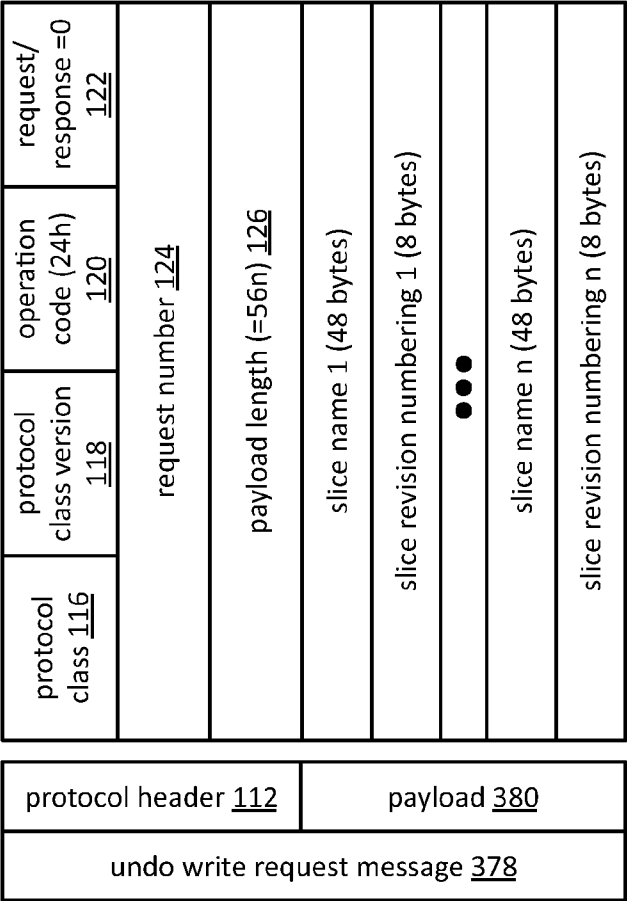 protocol
class 116
protocol
class version
118
operation
code (24h)
120
request/
response =0
122
request number 124
payload length (=56n) 126
slice name 1 (48 bytes)
slice revision numbering 1 (8 bytes)
●●●
slice name n (48 bytes)
slice revision numbering n (8 bytes)
protocol header 112
payload 380
undo write request message 378